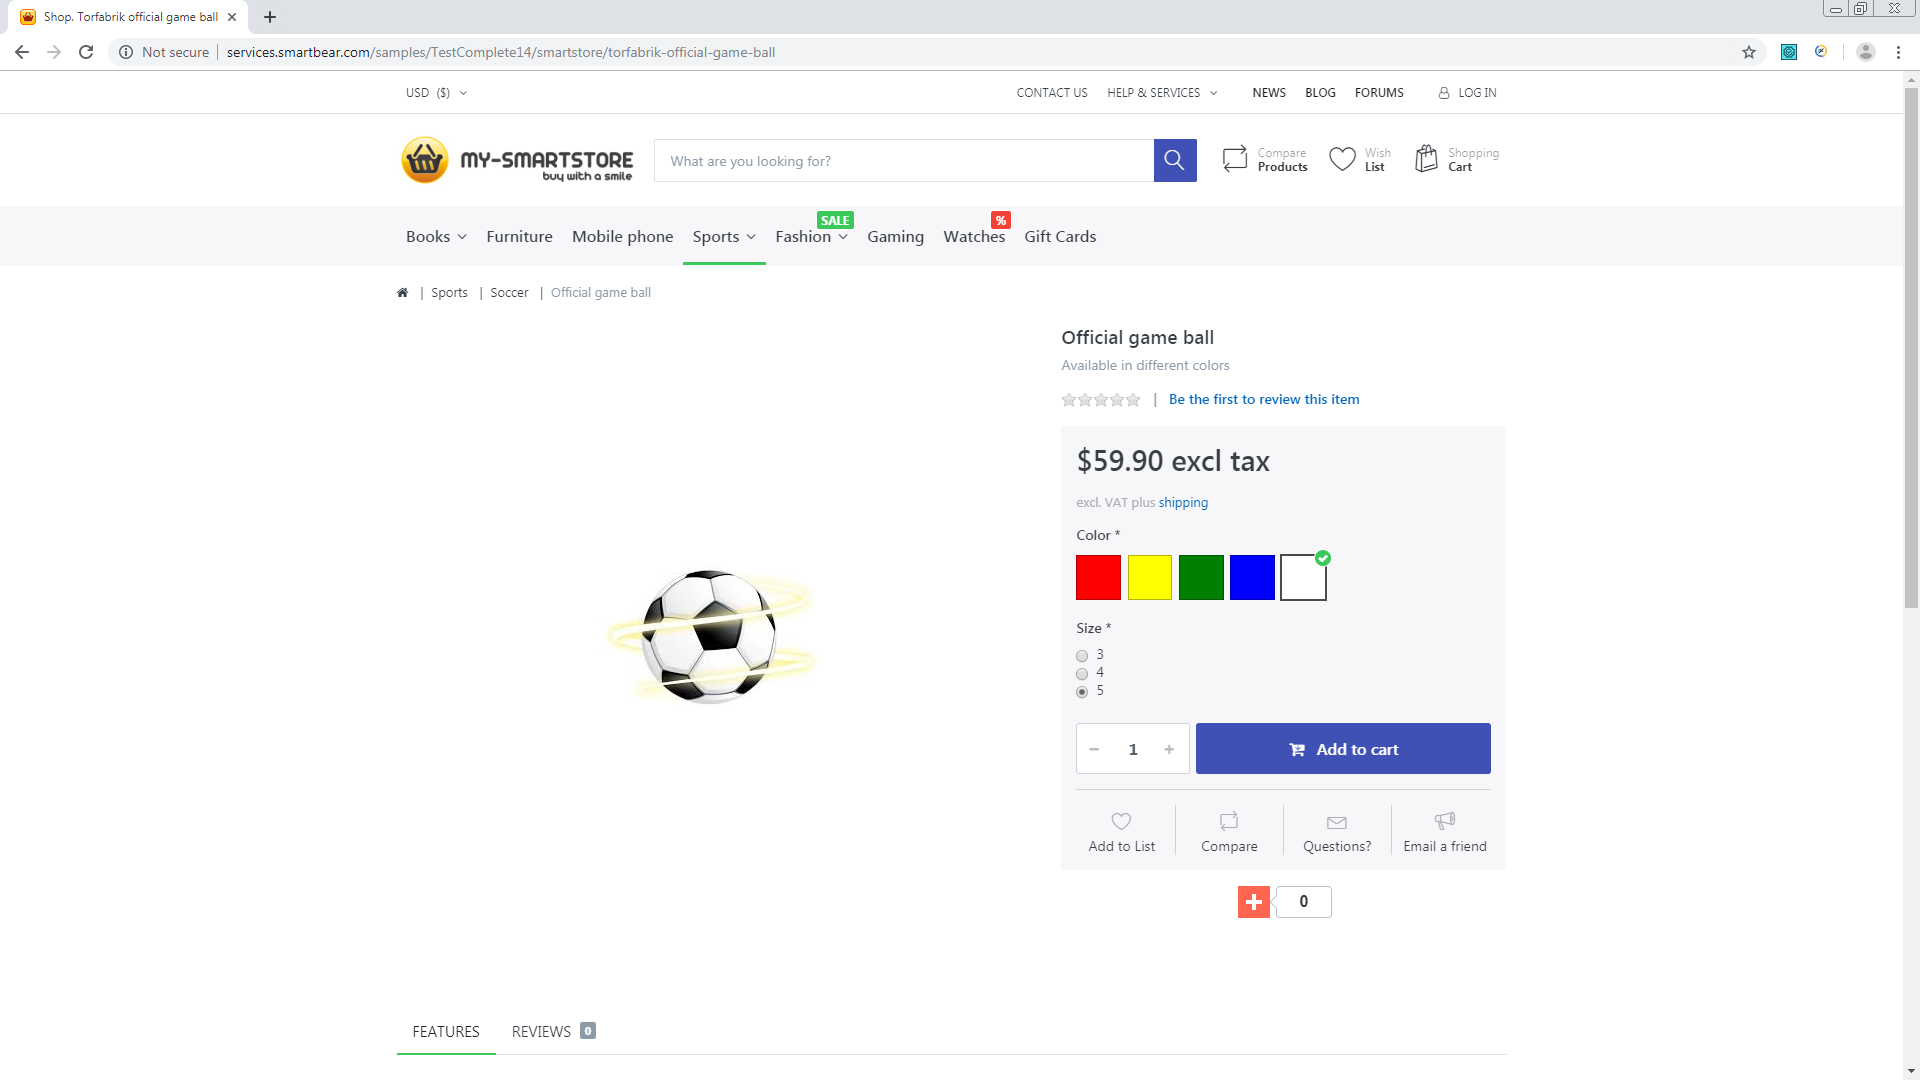 Shop. Torfabrik official game ball
Not secure | services.smartbear.com/samples/TestComplete14/smartstore/torfabrik-official-game-ball
USD ($)
CONTACT US
HELP & SERVICES
NEWS
BLOG
FORUMS
LOG IN
MY-SMARTSTORE
buy with a smile
What are you looking for?
Compare
Products
Wish
List
Shopping
Cart
SALE
%
Books
Furniture
Mobile phone
Sports
Fashion
Gaming
Watches
Gift Cards
| Sports | Soccer | Official game ball
Official game ball
Available in different colors
| Be the first to review this item
$59.90 excl tax
excl. VAT plus shipping
Color *
Size *
3
4
5
1
Add to cart
Add to List
Compare
Questions?
Email a friend
0
FEATURES
REVIEWS 0